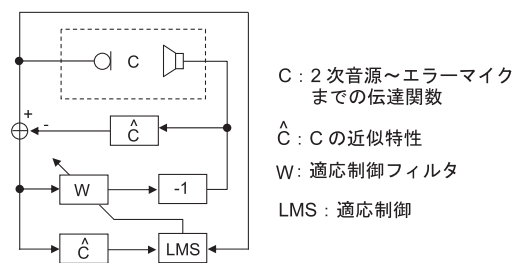 C
C：2次音源～エラーマイク
までの伝達関数
+
-
Ĉ
Ĉ：Cの近似特性
W
-1
W：適応制御フィルタ
LMS：適応制御
Ĉ
LMS